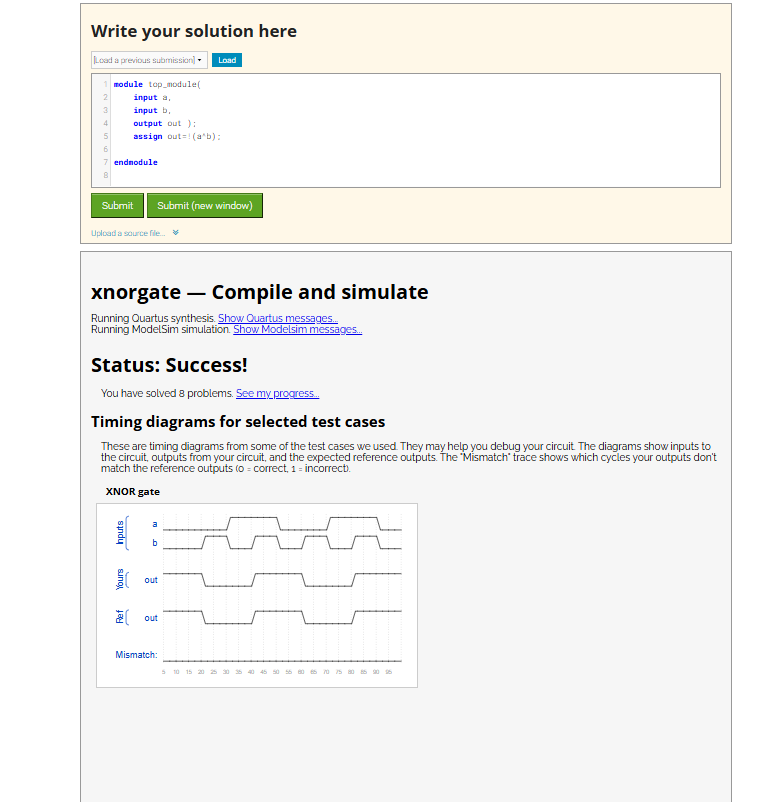 Write your solution here
[Load a previous submission]
Load
1 module top_module(
2 input a,
3 input b,
4 output out );
5 assign out=!(a^b);
6
7 endmodule
8
Submit
Submit (new window)
Upload a source file...
xnorgate — Compile and simulate
Running Quartus synthesis. Show Quartus messages...
Running ModelSim simulation. Show Modelsim messages...
Status: Success!
You have solved 8 problems. See my progress...
Timing diagrams for selected test cases
These are timing diagrams from some of the test cases we used. They may help you debug your circuit. The diagrams show inputs to
the circuit, outputs from your circuit, and the expected reference outputs. The "Mismatch" trace shows which cycles your outputs don't
match the reference outputs (0 = correct, 1 = incorrect).
XNOR gate
Inputs
a
b
Yours
out
Ref
out
Mismatch:
5 10 15 20 25 30 35 40 45 50 55 60 65 70 75 80 85 90 95